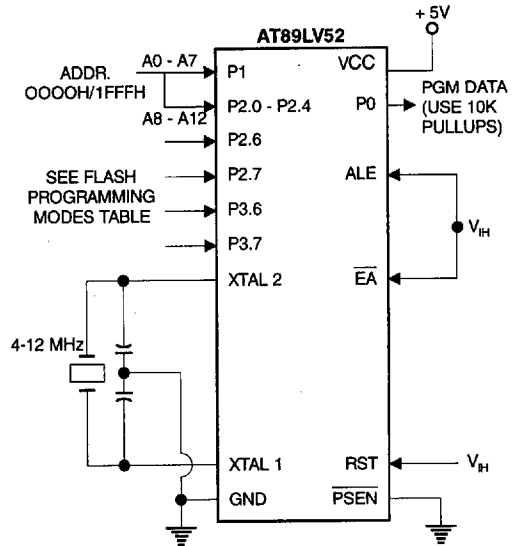 AT89LV52
+ 5V
A0 - A7
ADDR.
OOOOH/1FFFH
A8 - A12
P1
P2.0 - P2.4
P2.6
P2.7
P3.6
P3.7
XTAL 2
XTAL 1
GND
SEE FLASH
PROGRAMMING
MODES TABLE
4-12 MHz
VCC
P0
ALE
EA
RST
PSEN
PGM DATA
(USE 10K
PULLUPS)
VIH
VIH